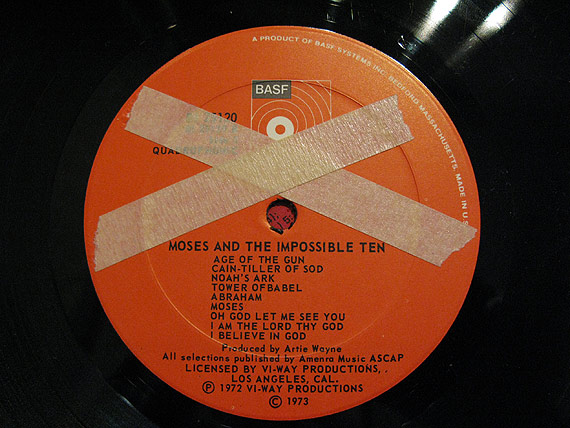 A PRODUCT OF BASF SYSTEMS INC. BEDFORD MASSACHUSETTS. MADE IN U.S.
BASF
MOSES AND THE IMPOSSIBLE TEN
AGE OF THE GUN
CAIN-TILLER OF SOD
NOAH'S ARK
TOWER OF BABEL
ABRAHAM
MOSES
OH GOD LET ME SEE YOU
I AM THE LORD THY GOD
I BELIEVE IN GOD
Produced by Artie Wayne
All selections published by Amenra Music ASCAP
LICENSED BY VI-WAY PRODUCTIONS, .
LOS ANGELES, CAL.
Ⓟ 1972 VI-WAY PRODUCTIONS
© 1973